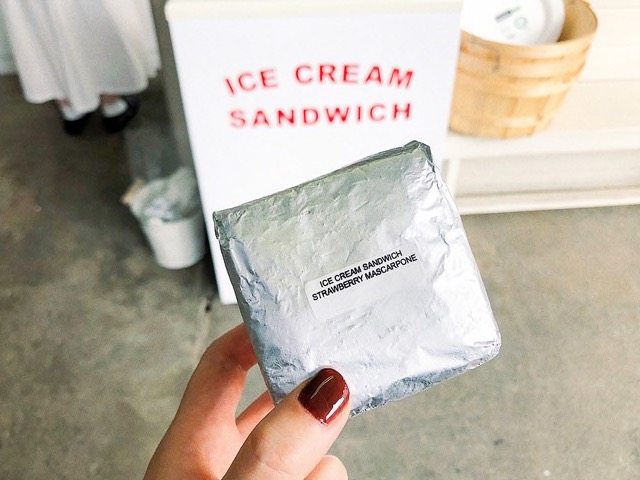 ICE CREAM
SANDWICH
ICE CREAM SANDWICH
STRAWBERRY MASCARPONE